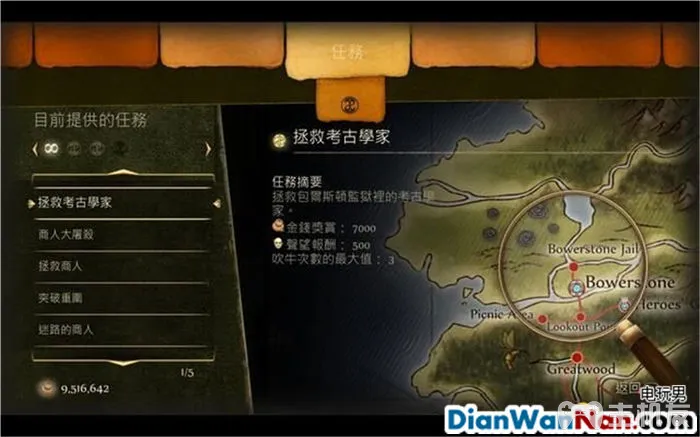 任務
目前提供的任務
拯救考古學家
商人大屠殺
拯救商人
突破重圍
迷路的商人
1/5
9,516,642
拯救考古學家
任務摘要
拯救包爾斯頓監獄裡的考古學
家。
金錢獎賞： 7000
聲望報酬： 500
吹牛次數的最大值： 3
Bowerstone Jail
Bowerstone
Heroes'
Picnic Area
Lookout Point
Greatwood
返回
电玩男
DianWanNan.com